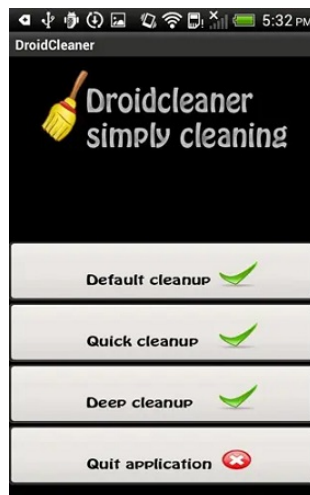 5:32 PM
DroidCleaner
Droidcleaner
simply cleaning
Default cleanup
Quick cleanup
Deep cleanup
Quit application